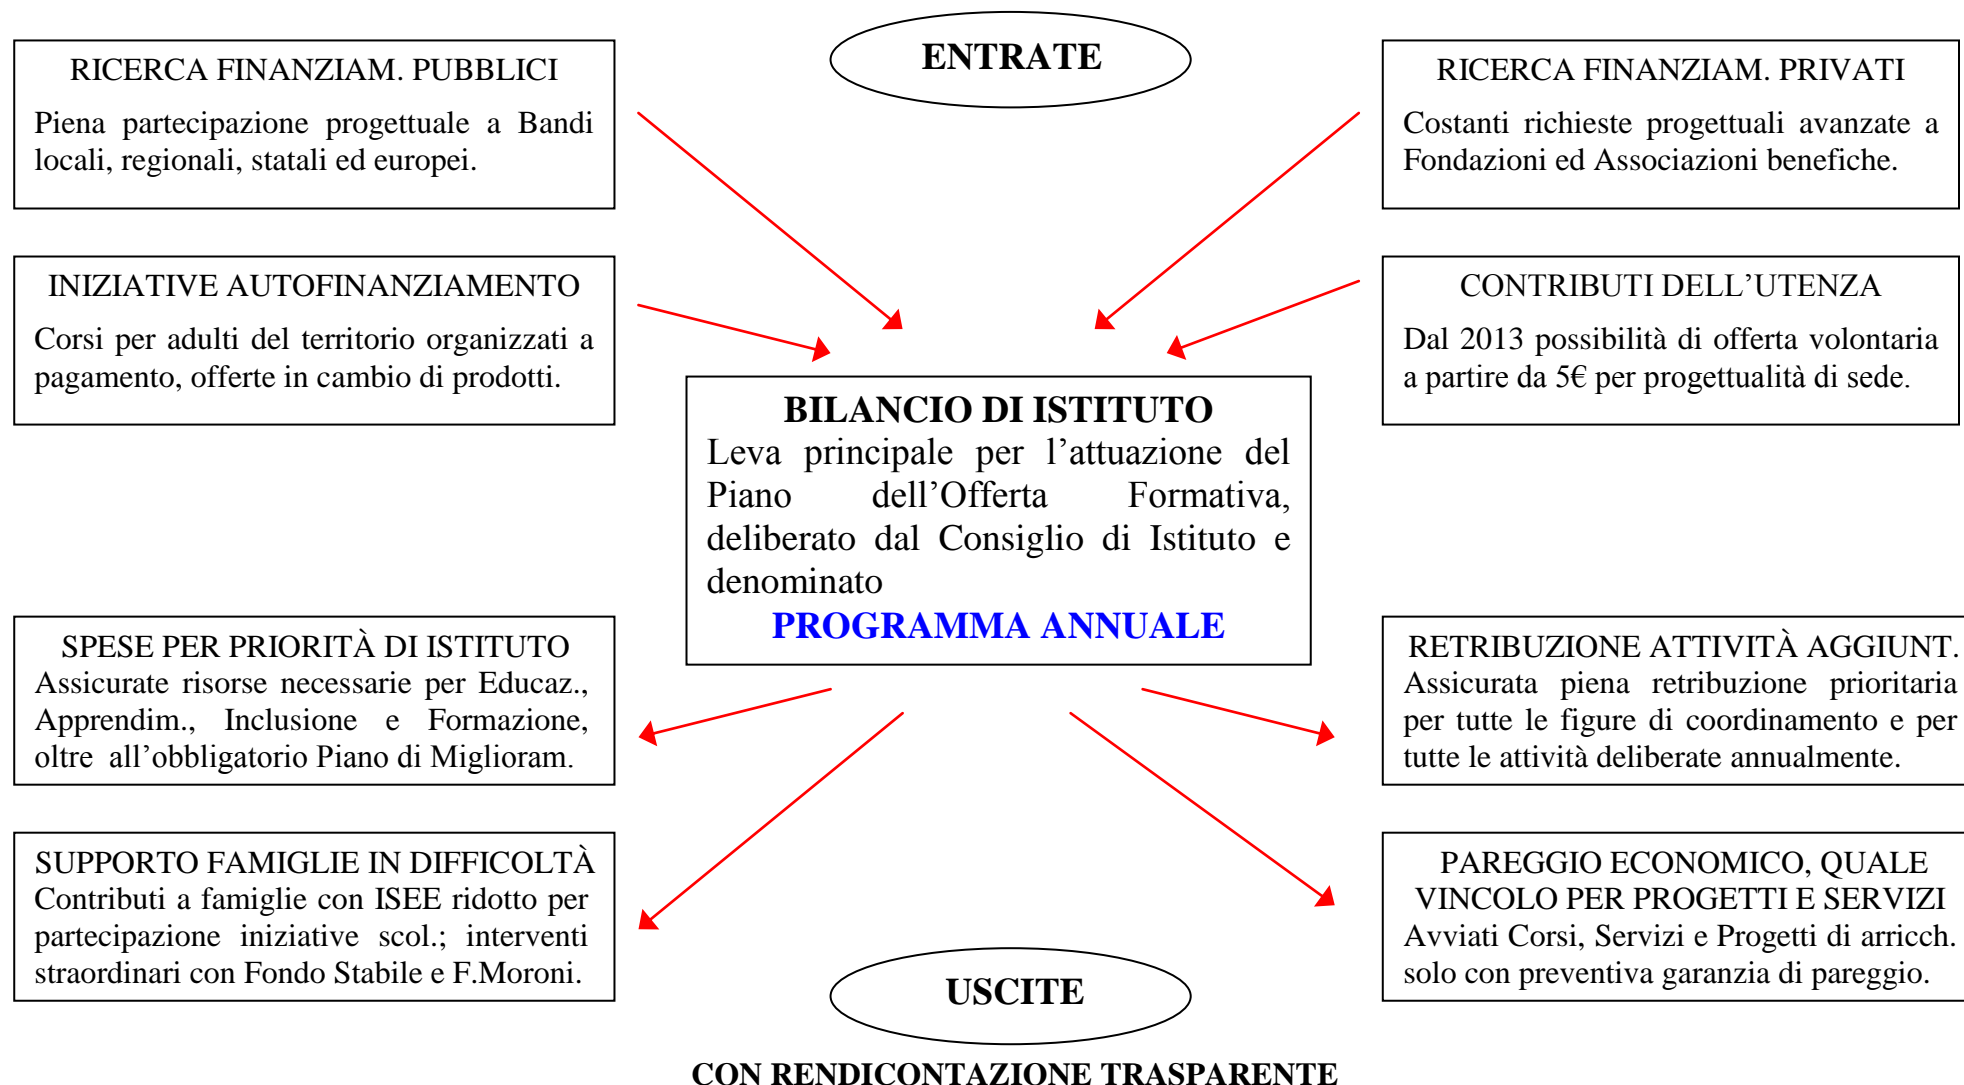 ENTRATE
RICERCA FINANZIAM. PUBBLICI
Piena partecipazione progettuale a Bandi
locali, regionali, statali ed europei.
RICERCA FINANZIAM. PRIVATI
Costanti richieste progettuali avanzate a
Fondazioni ed Associazioni benefiche.
INIZIATIVE AUTOFINANZIAMENTO
Corsi per adulti del territorio organizzati a
pagamento, offerte in cambio di prodotti.
CONTRIBUTI DELL’UTENZA
Dal 2013 possibilità di offerta volontaria
a partire da 5€ per progettualità di sede.
BILANCIO DI ISTITUTO
Leva principale per l’attuazione del
Piano dell’Offerta Formativa,
deliberato dal Consiglio di Istituto e
denominato
PROGRAMMA ANNUALE
SPESE PER PRIORITÀ DI ISTITUTO
Assicurate risorse necessarie per Educaz.,
Apprendim., Inclusione e Formazione,
oltre all’obbligatorio Piano di Miglioram.
RETRIBUZIONE ATTIVITÀ AGGIUNT.
Assicurata piena retribuzione prioritaria
per tutte le figure di coordinamento e per
tutte le attività deliberate annualmente.
SUPPORTO FAMIGLIE IN DIFFICOLTÀ
Contributi a famiglie con ISEE ridotto per
partecipazione iniziative scol.; interventi
straordinari con Fondo Stabile e F.Moroni.
PAREGGIO ECONOMICO, QUALE
VINCOLO PER PROGETTI E SERVIZI
Avviati Corsi, Servizi e Progetti di arricch.
solo con preventiva garanzia di pareggio.
USCITE
CON RENDICONTAZIONE TRASPARENTE